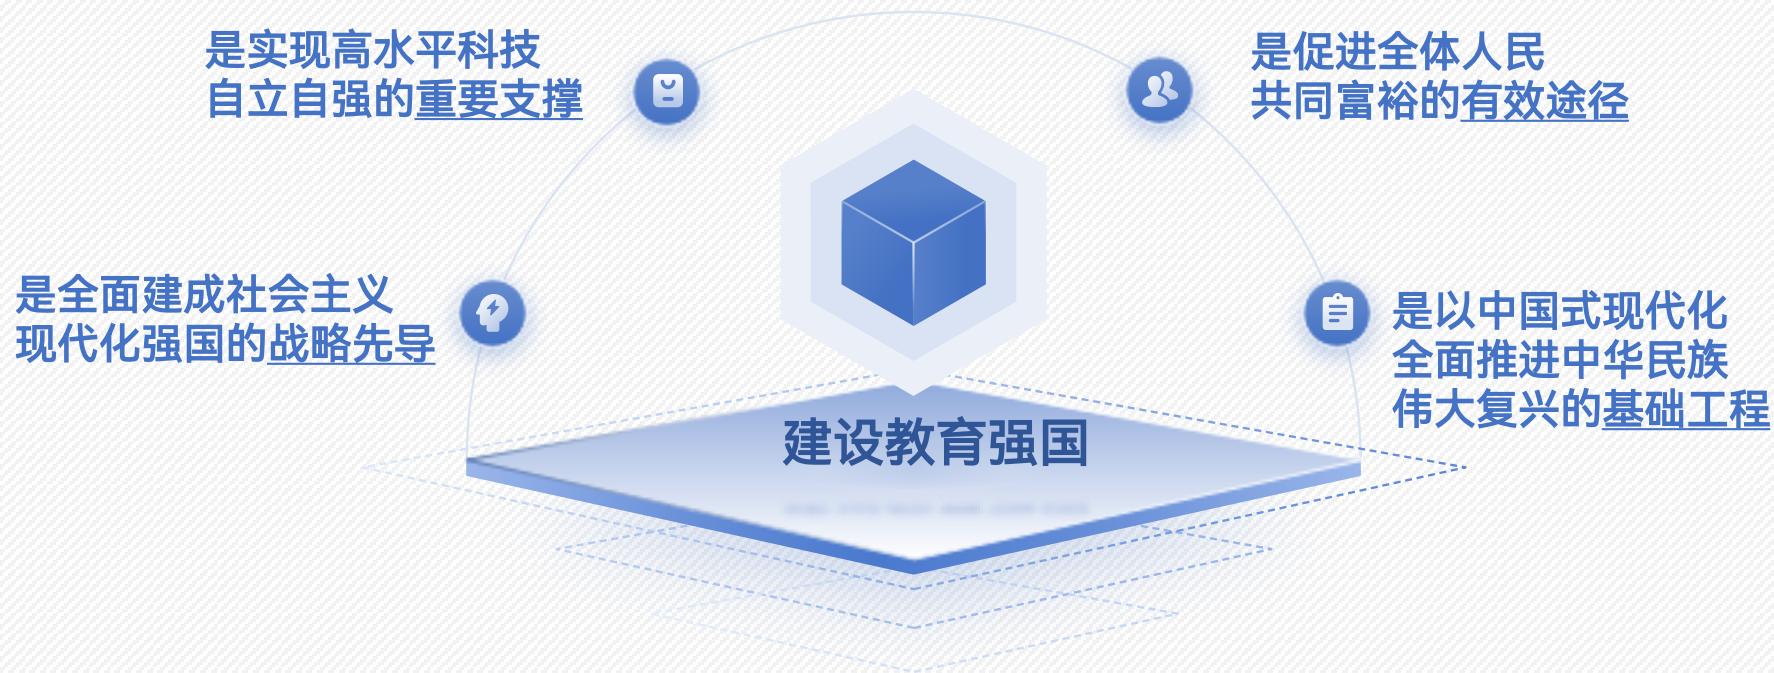 是实现高水平科技
自立自强的重要支撑
是促进全体人民
共同富裕的有效途径
是全面建成社会主义
现代化强国的战略先导
是以中国式现代化
全面推进中华民族
伟大复兴的基础工程
建设教育强国